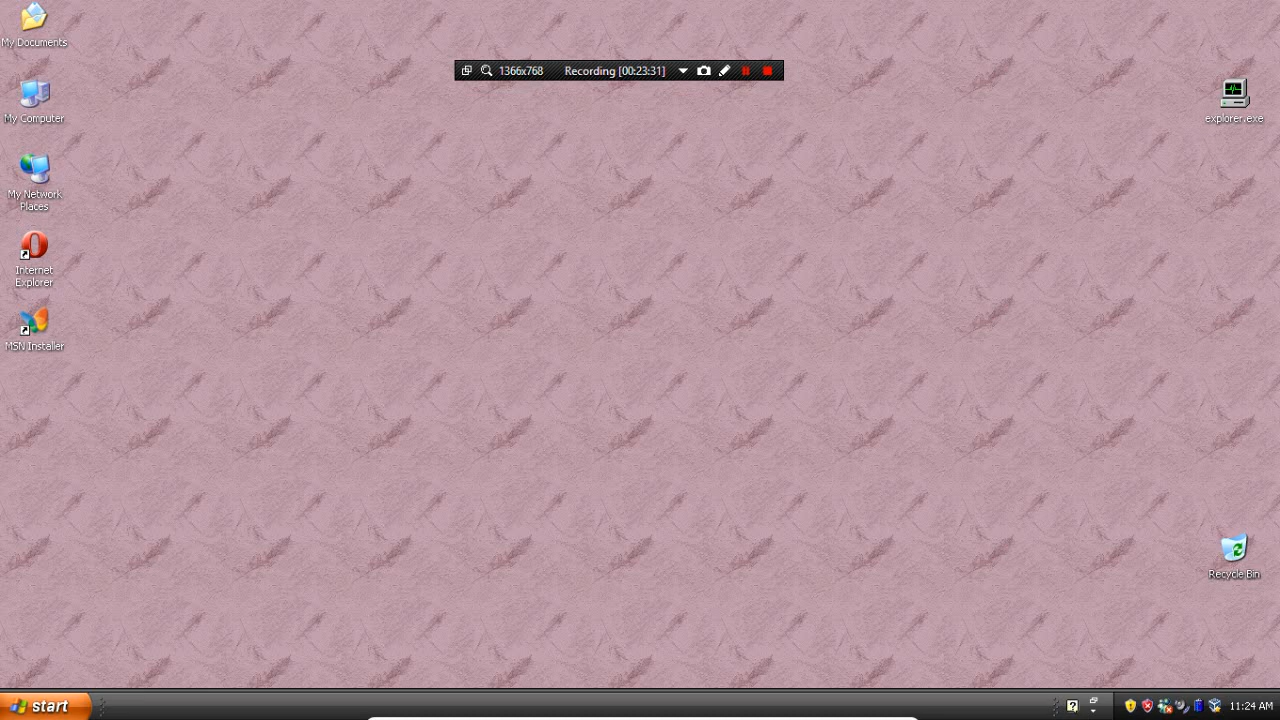 My Documents
1366x768
Recording [00:23:31]
My Computer
explorer.exe
My Network
Places
Internet
Explorer
MSN Installer
Recycle Bin
start
11:24 AM